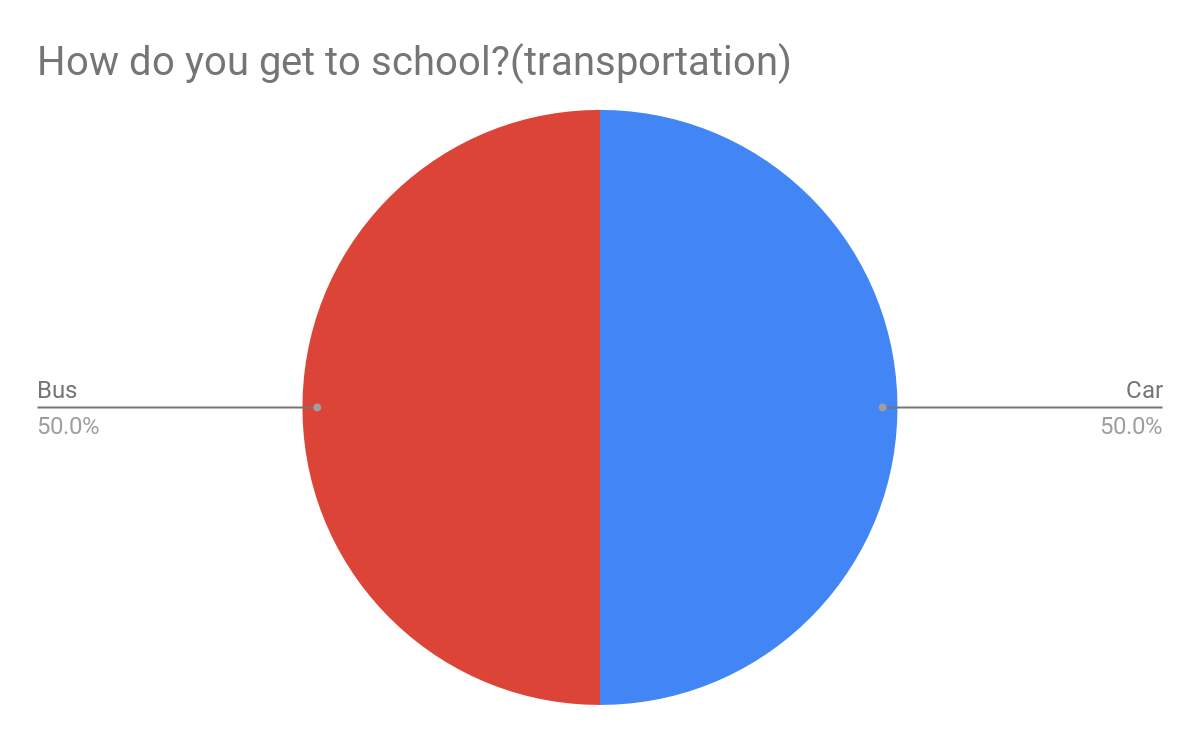 How do you get to school?(transportation)
Bus
50.0%
Car
50.0%